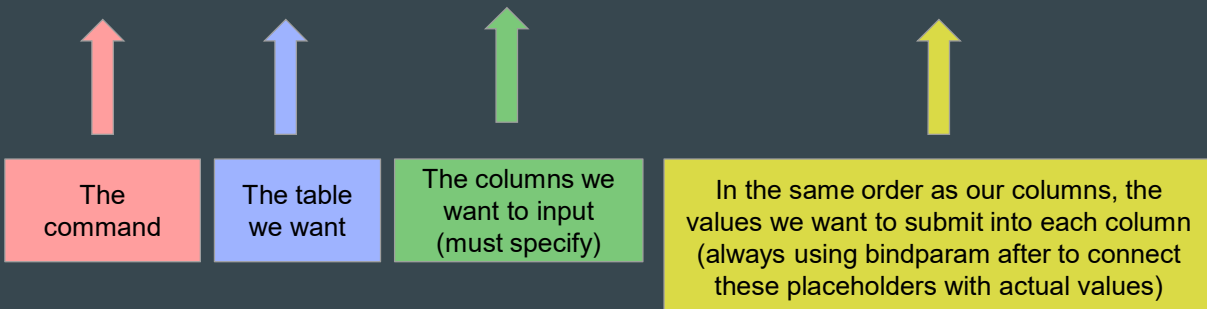 The
command
The table
we want
The columns we
want to input
(must specify)
In the same order as our columns, the
values we want to submit into each column
(always using bindparam after to connect
these placeholders with actual values)